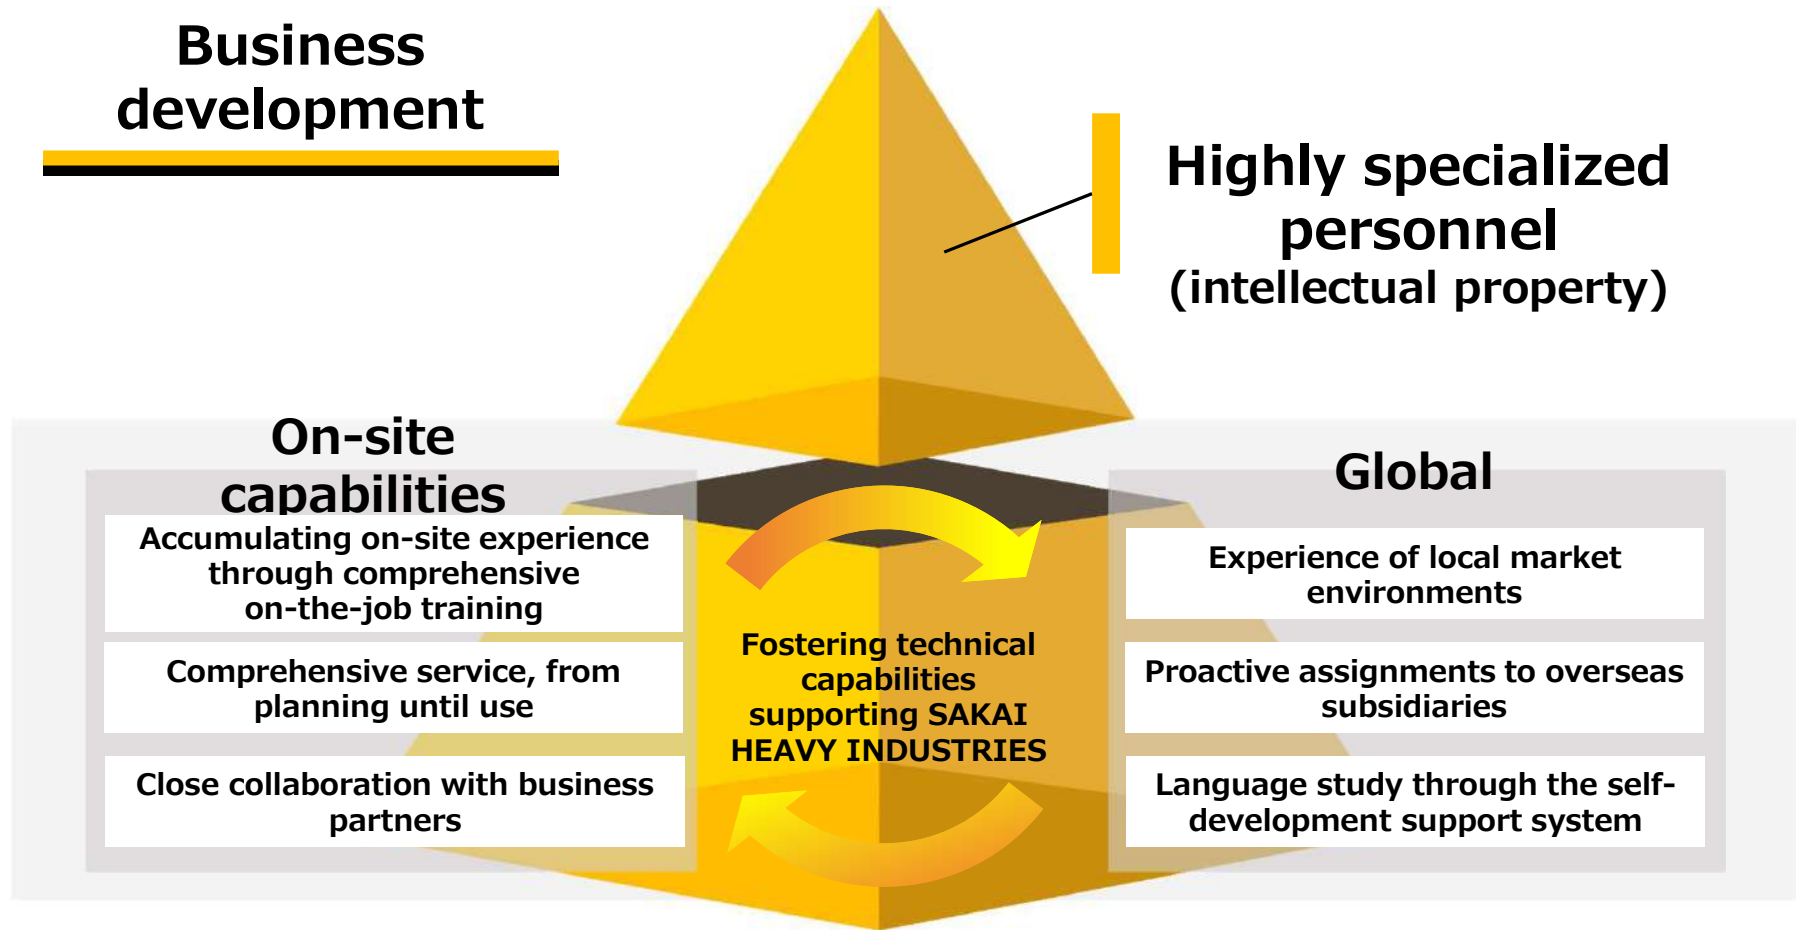 Business
development
Highly specialized
personnel
(intellectual property)
On-site
capabilities
Accumulating on-site experience
through comprehensive
on-the-job training
Comprehensive service, from
planning until use
Close collaboration with business
partners
Fostering technical
capabilities
supporting SAKAI
HEAVY INDUSTRIES
Global
Experience of local market
environments
Proactive assignments to overseas
subsidiaries
Language study through the self-
development support system